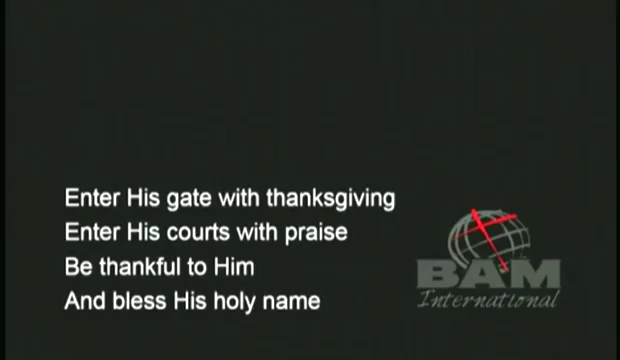 Enter His gate with thanksgiving
Enter His courts with praise
Be thankful to Him
And bless His holy name
BAM
International